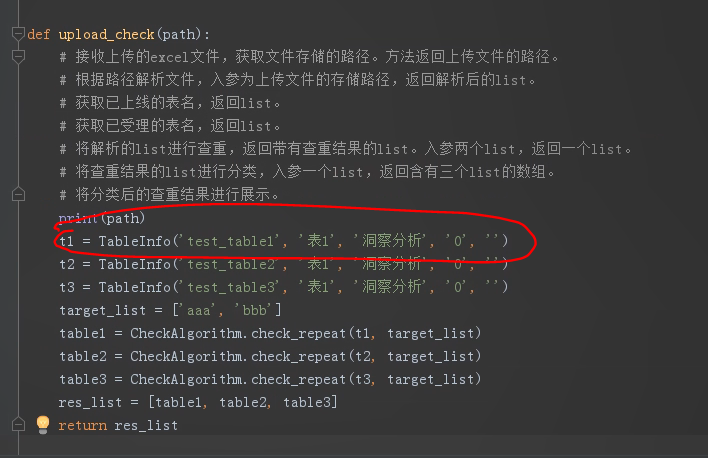 def upload_check(path):
# 接收上传的excel文件，获取文件存储的路径。方法返回上传文件的路径。
# 根据路径解析文件，入参为上传文件的存储路径，返回解析后的list。
# 获取已上线的表名，返回list。
# 获取已受理的表名，返回list。
# 将解析的list进行查重，返回带有查重结果的list。入参两个list，返回一个list。
# 将查重结果的list进行分类，入参一个list，返回含有三个list的数组。
# 将分类后的查重结果进行展示。
print(path)
t1 = TableInfo('test_table1', '表1', '洞察分析', '0', '')
t2 = TableInfo('test_table2', '表1', '洞察分析', '0', '')
t3 = TableInfo('test_table3', '表1', '洞察分析', '0', '')
target_list = ['aaa', 'bbb']
table1 = CheckAlgorithm.check_repeat(t1, target_list)
table2 = CheckAlgorithm.check_repeat(t2, target_list)
table3 = CheckAlgorithm.check_repeat(t3, target_list)
res_list = [table1, table2, table3]
return res_list